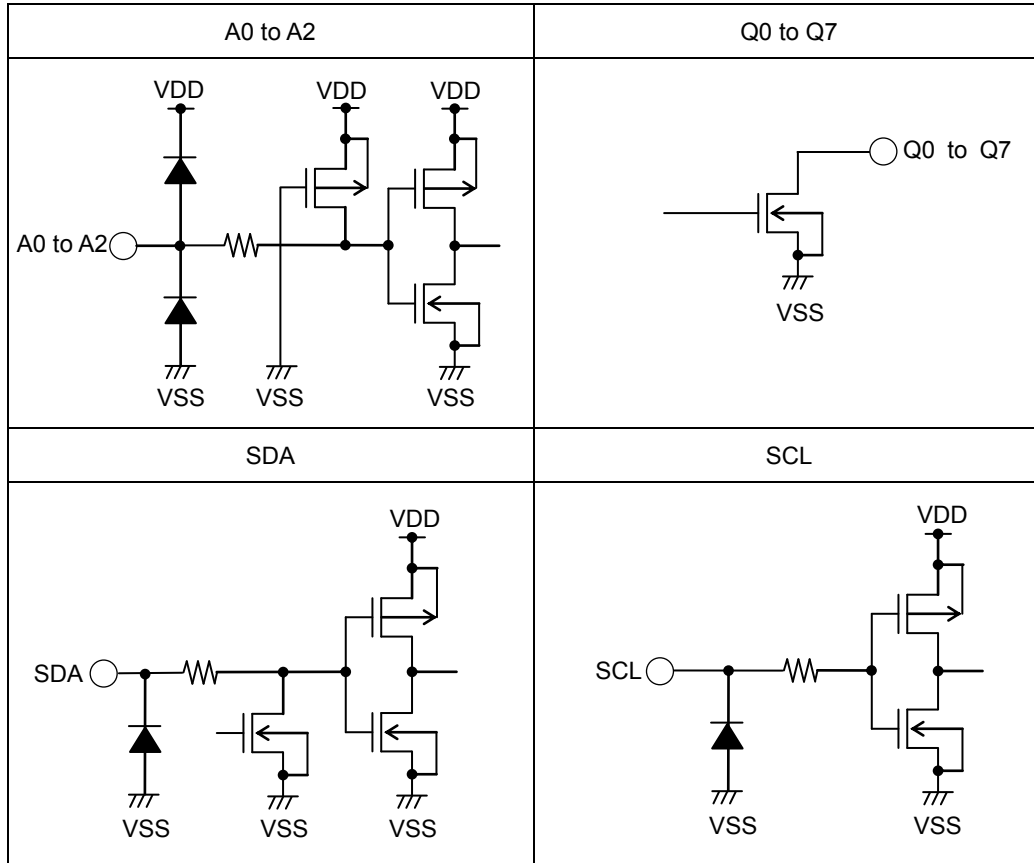 A0 to A2
Q0 to Q7
VDD VDD VDD
A0 to A2
VSS VSS VSS
Q0 to Q7
VSS
SDA
SCL
VDD
SDA
VSS VSS VSS
VDD
SCL
VSS VSS